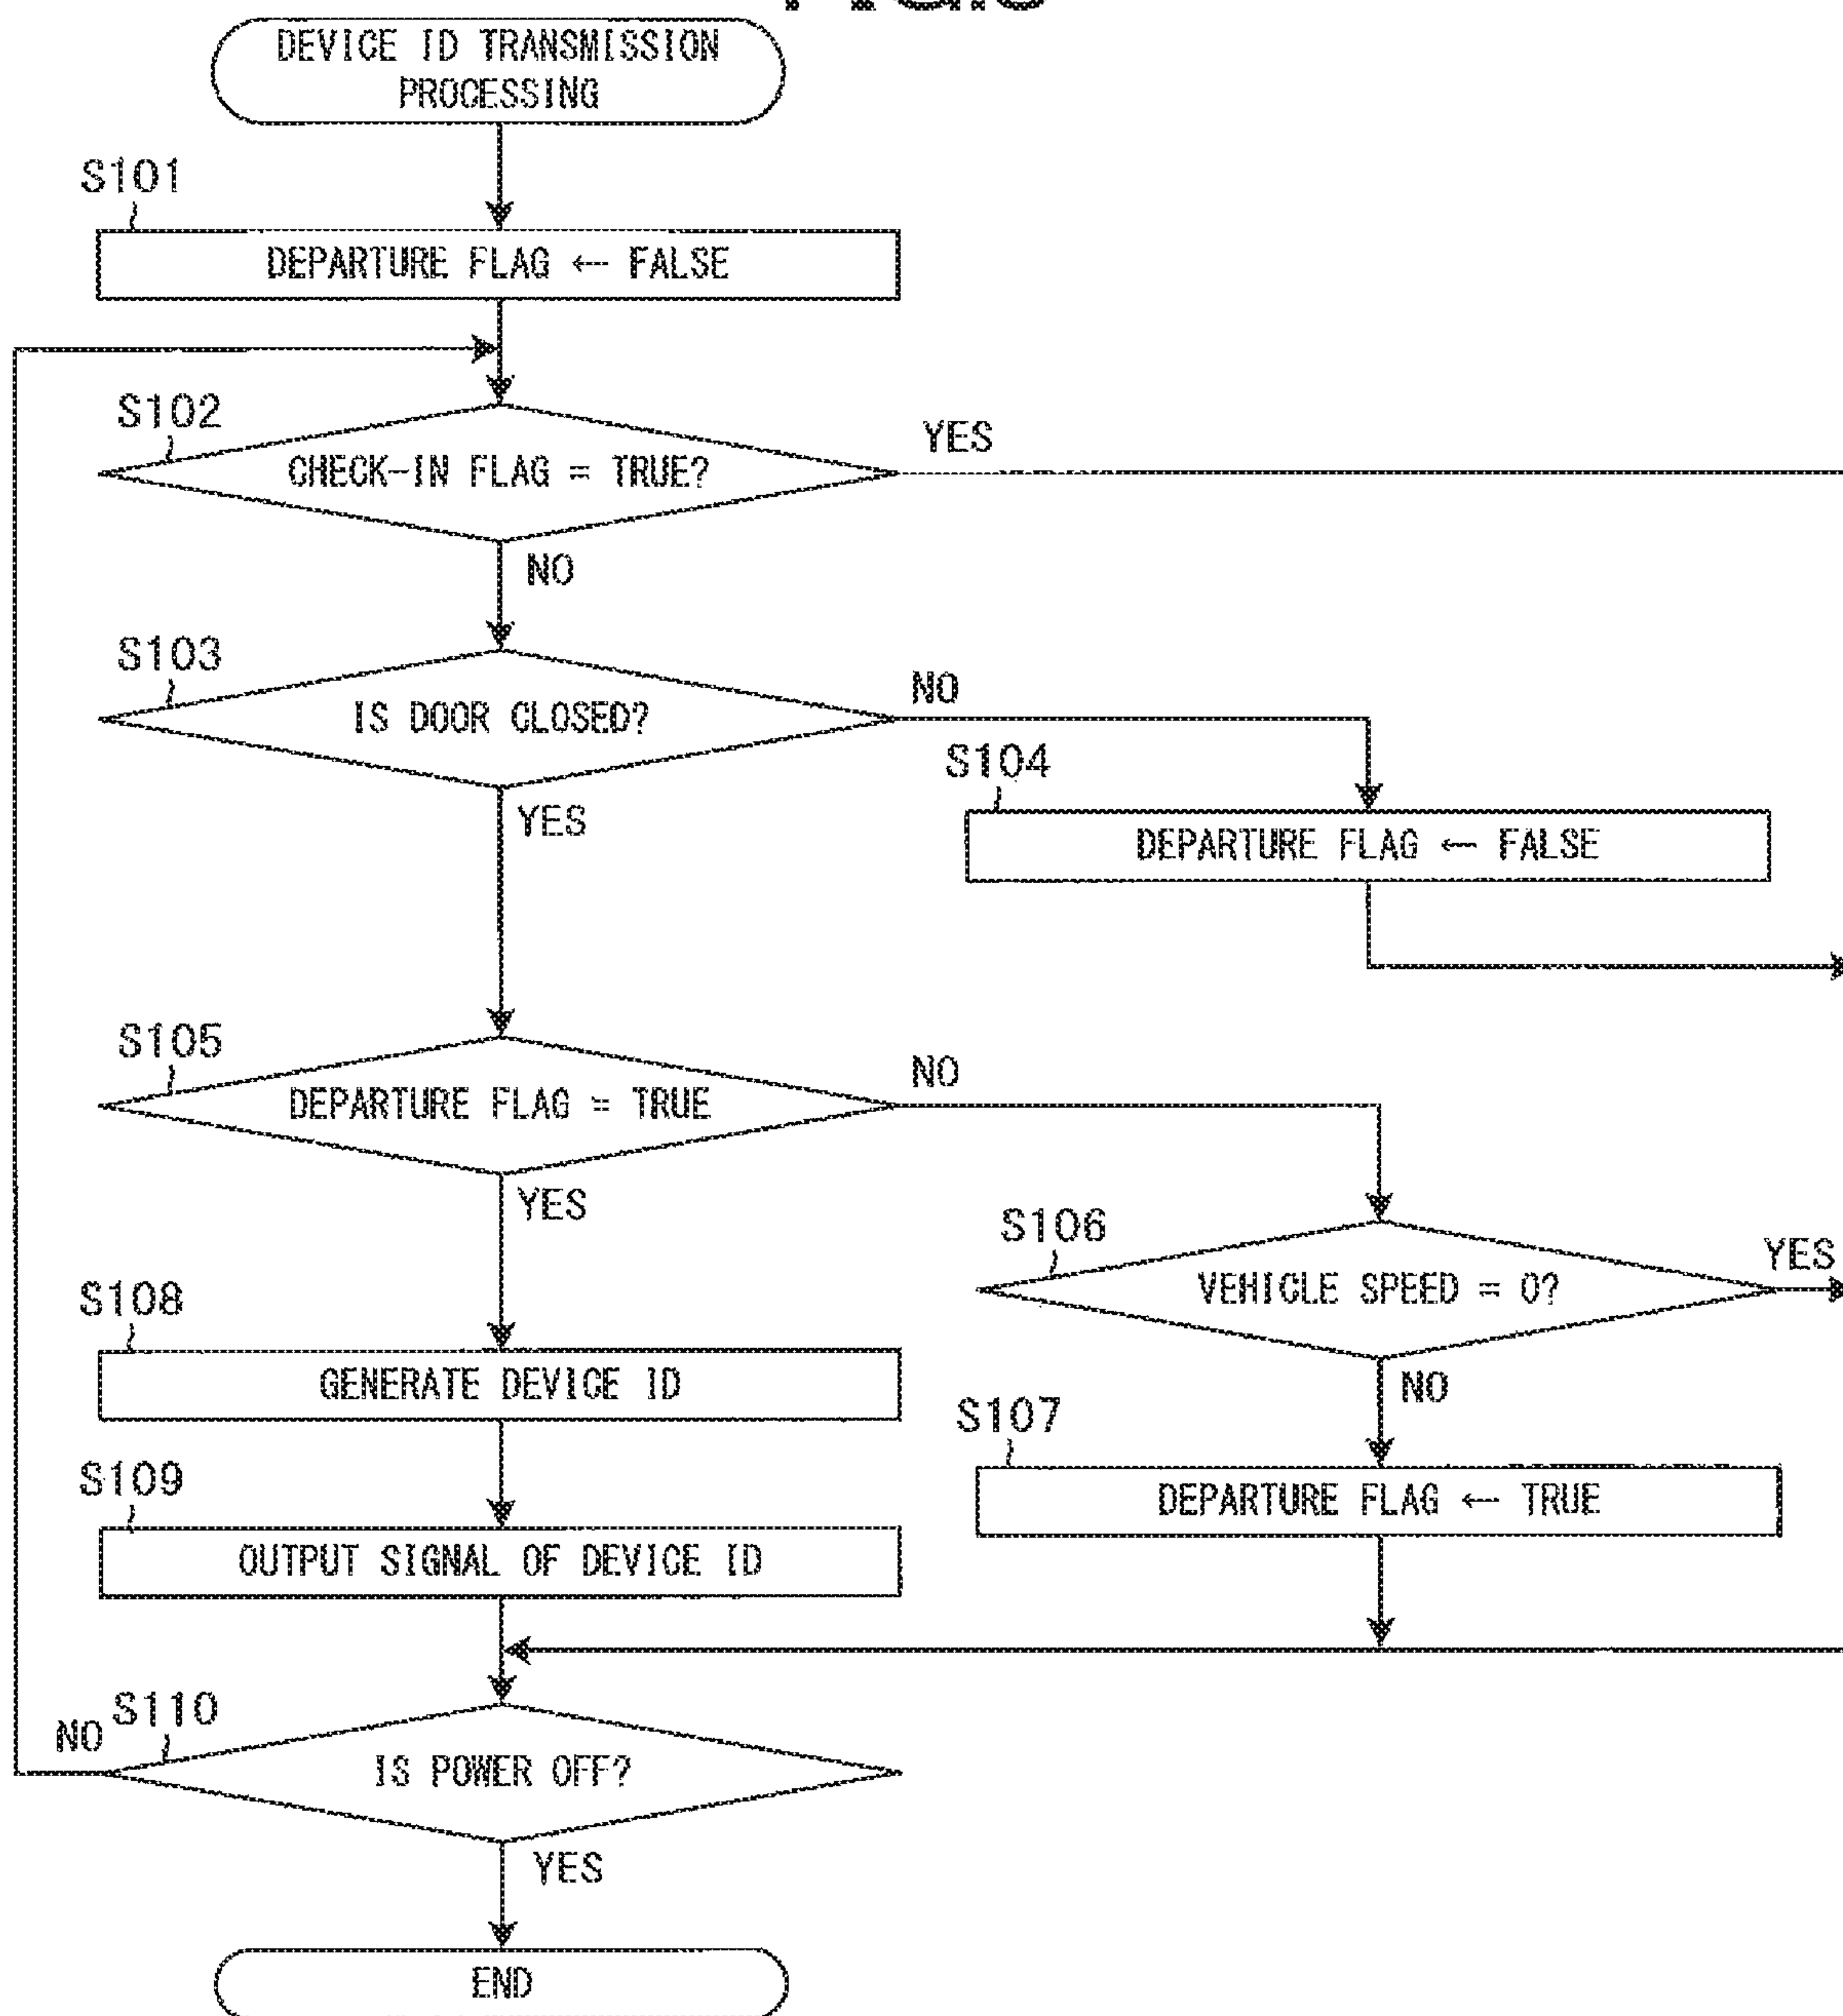 DEVICE ID TRANSMISSION
PROCESSING
S101
DEPARTURE FLAG ← FALSE
S102
CHECK-IN FLAG = TRUE?
YES
NO
S103
IS DOOR CLOSED?
NO
YES
S104
DEPARTURE FLAG ← FALSE
S105
DEPARTURE FLAG = TRUE
NO
YES
S106
VEHICLE SPEED = 0?
YES
NO
S107
DEPARTURE FLAG ← TRUE
S108
GENERATE DEVICE ID
S109
OUTPUT SIGNAL OF DEVICE ID
S110
NO
IS POWER OFF?
YES
END